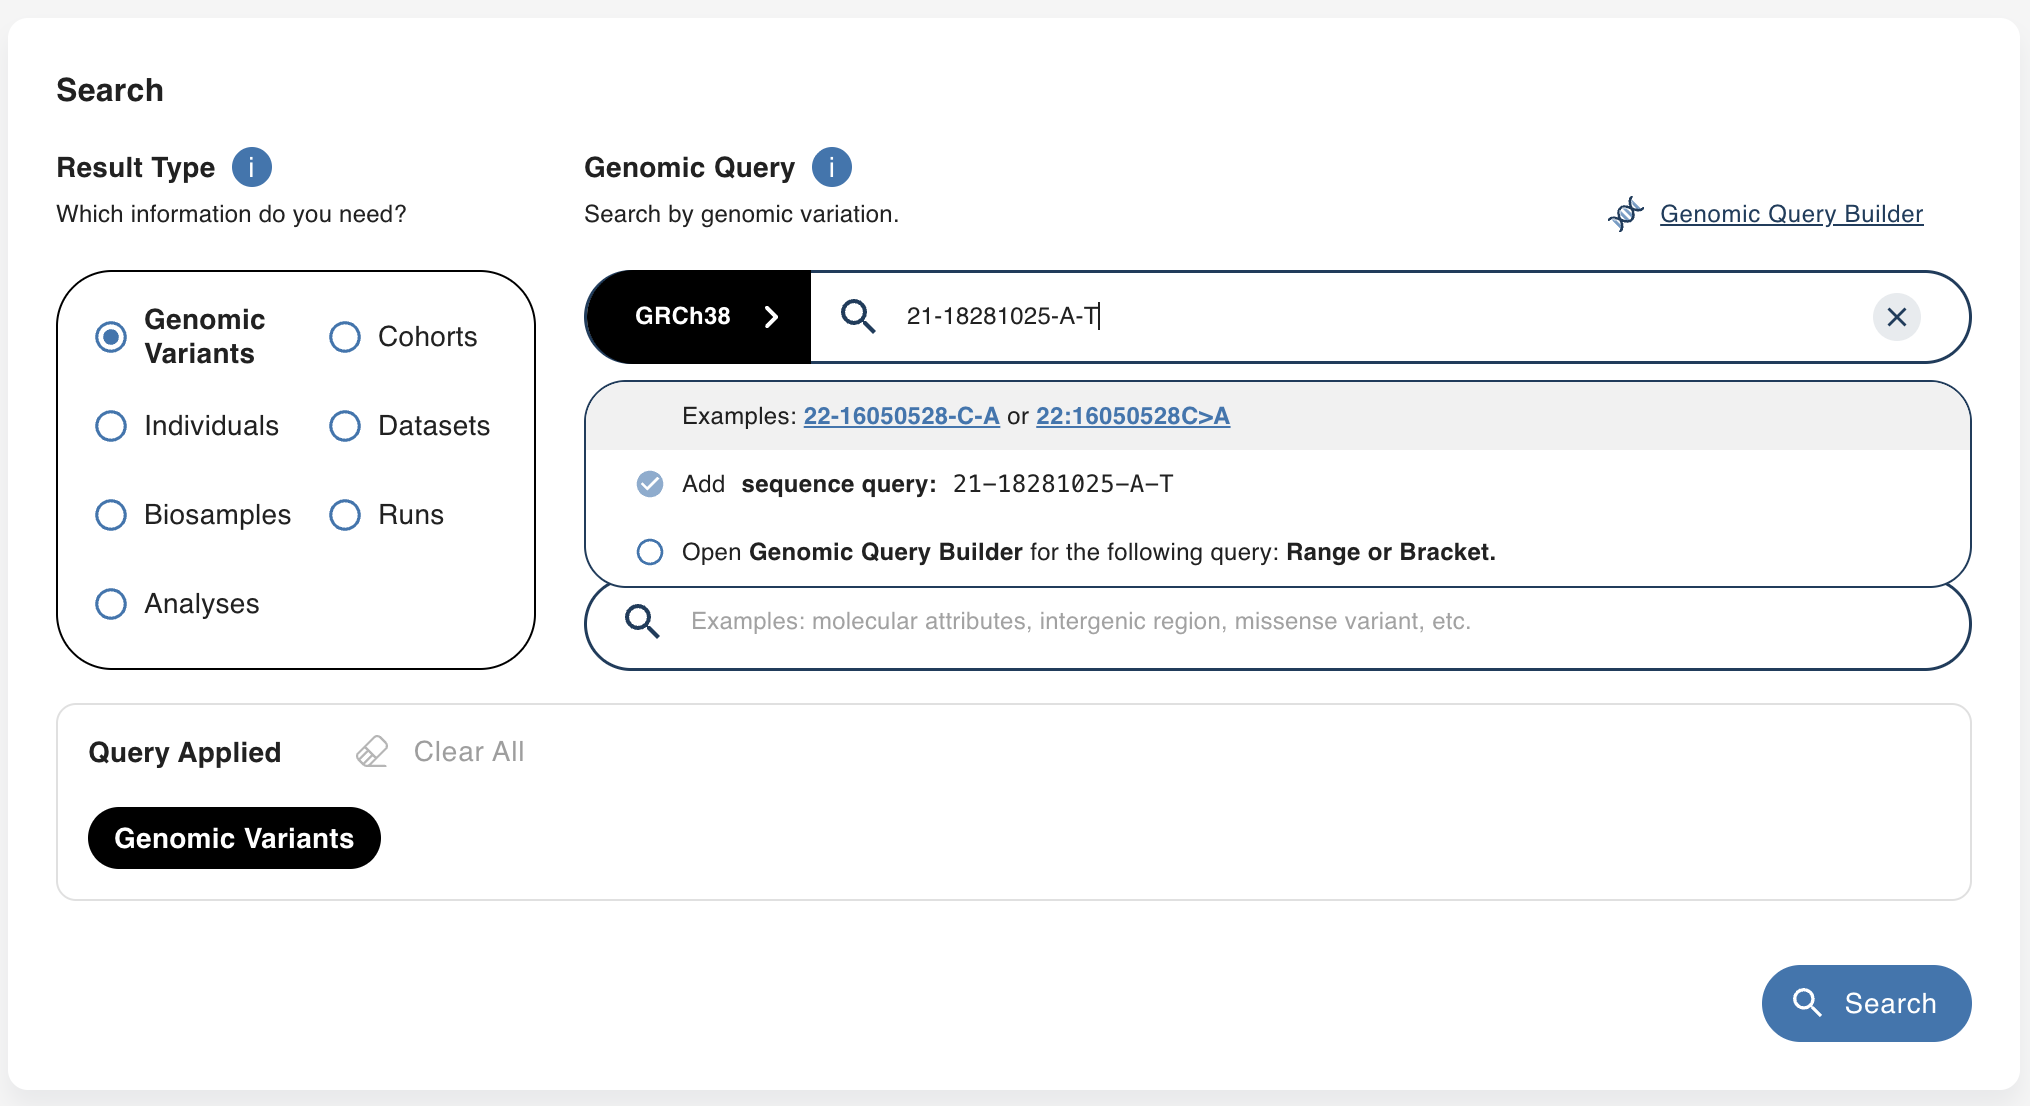 Search
Result Type i
Which information do you need?
Genomic Variants
Cohorts
Individuals
Datasets
Biosamples
Runs
Analyses
Genomic Query i
Search by genomic variation.
Genomic Query Builder
GRCh38
21-18281025-A-T
Examples: 22-16050528-C-A or 22:16050528C>A
Add sequence query: 21-18281025-A-T
Open Genomic Query Builder for the following query: Range or Bracket.
Examples: molecular attributes, intergenic region, missense variant, etc.
Query Applied
Clear All
Genomic Variants
Search